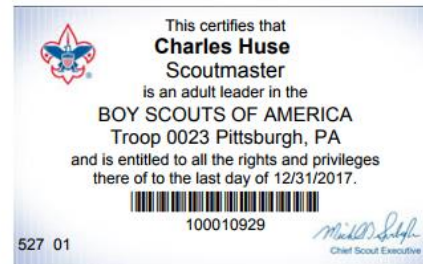 This certifies that
Charles Huse
Scoutmaster
is an adult leader in the
BOY SCOUTS OF AMERICA
Troop 0023 Pittsburgh, PA
and is entitled to all the rights and privileges
there of to the last day of 12/31/2017.
100010929
527 01
Chief Scout Executive